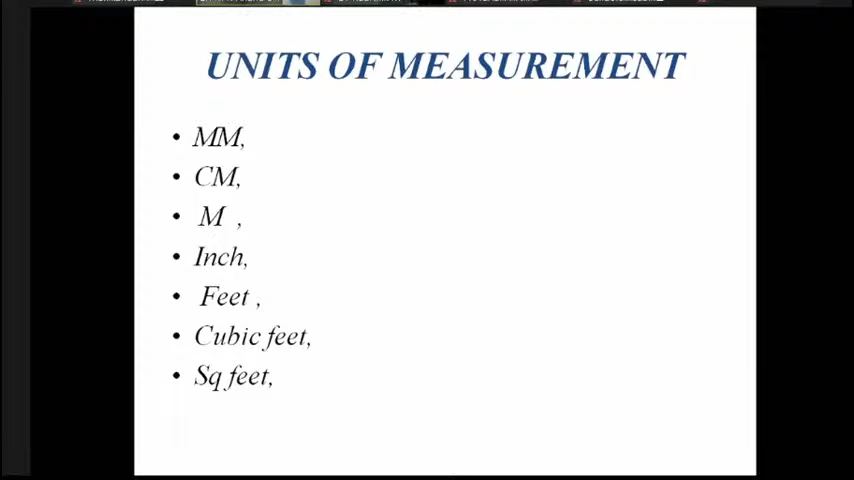 UNITS OF MEASUREMENT
• MM,
• CM,
• M ,
• Inch,
• Feet ,
• Cubic feet,
• Sq feet,